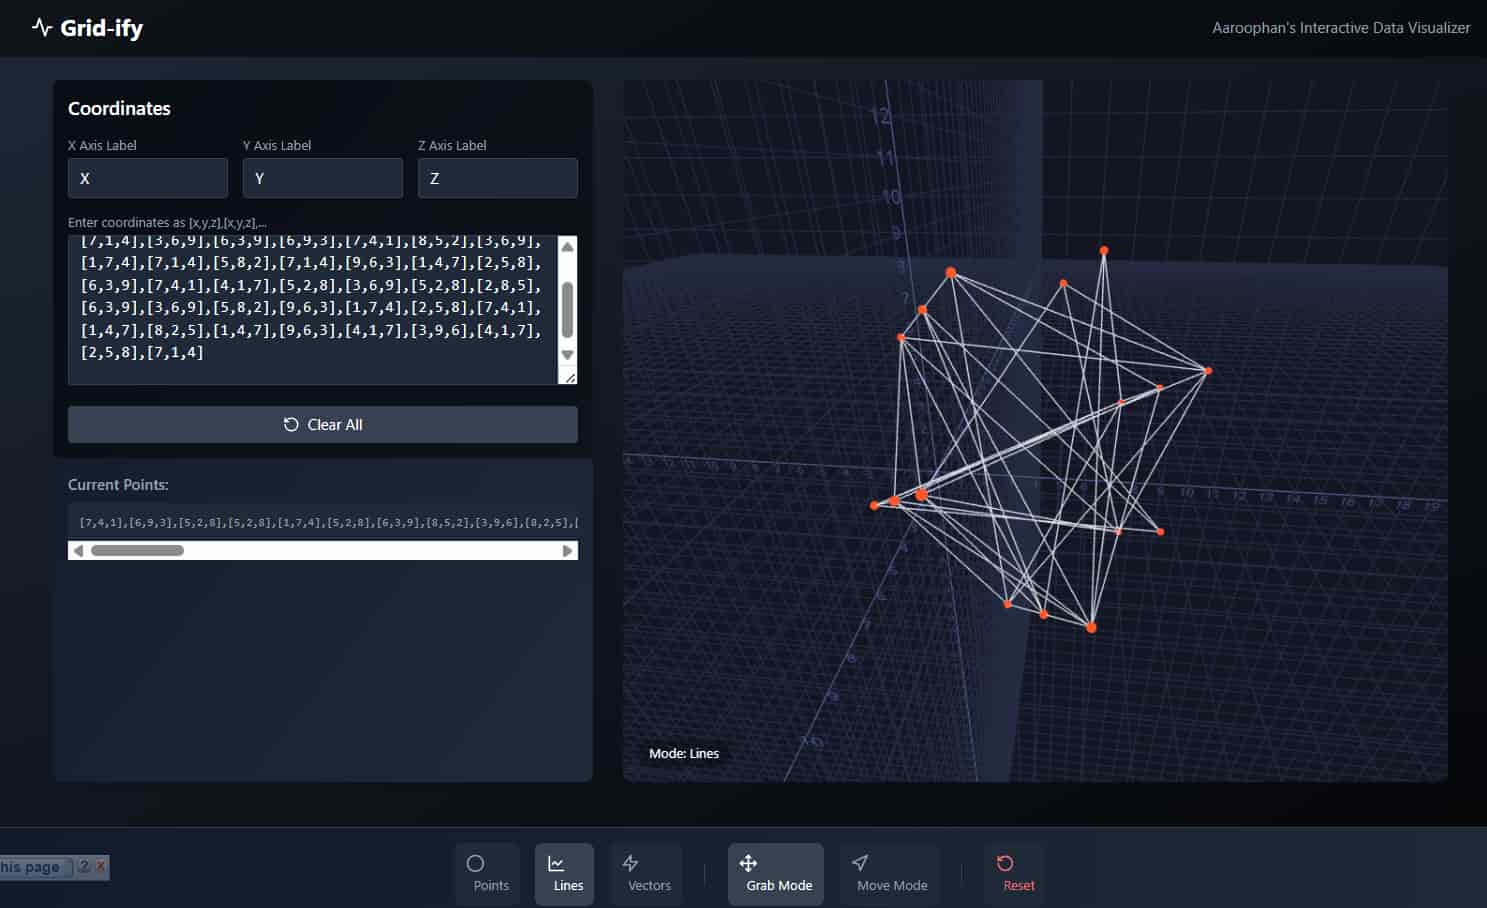 Grid-ify
Aaroophan's Interactive Data Visualizer
Coordinates
X Axis Label
Y Axis Label
Z Axis Label
X
Y
Z
Enter coordinates as [x,y,z],[x,y,z],...
[7,1,4],[3,6,9],[6,3,9],[6,9,3],[7,4,1],[8,5,2],[3,6,9],
[1,7,4],[7,1,4],[5,8,2],[7,1,4],[9,6,3],[1,4,7],[2,5,8],
[6,3,9],[7,4,1],[4,1,7],[5,2,8],[3,6,9],[5,2,8],[2,8,5],
[6,3,9],[3,6,9],[5,8,2],[9,6,3],[1,7,4],[2,5,8],[7,4,1],
[1,4,7],[8,2,5],[1,4,7],[9,6,3],[4,1,7],[3,9,6],[4,1,7],
[2,5,8],[7,1,4]
Clear All
Current Points:
[7,4,1],[6,9,3],[5,2,8],[5,2,8],[1,7,4],[5,2,8],[6,3,9],[8,5,2],[3,9,6],[8,2,5],[
12
11
10
9
8
7
9 10 11 12 13 14 15 16 17 18 19
Mode: Lines
his page ? x
Points
Lines
Vectors
Grab Mode
Move Mode
Reset